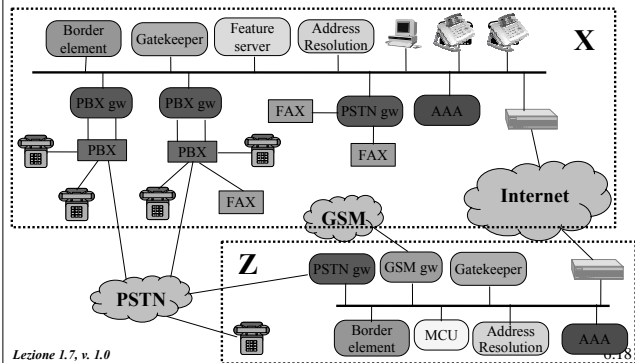 Border element
Gatekeeper
Feature server
Address Resolution
X
PBX gw
PBX gw
FAX
PSTN gw
AAA
PBX
PBX
FAX
FAX
Internet
GSM
Z
PSTN gw
GSM gw
Gatekeeper
PSTN
Border element
MCU
Address Resolution
AAA
Lezione 1.7, v. 1.0